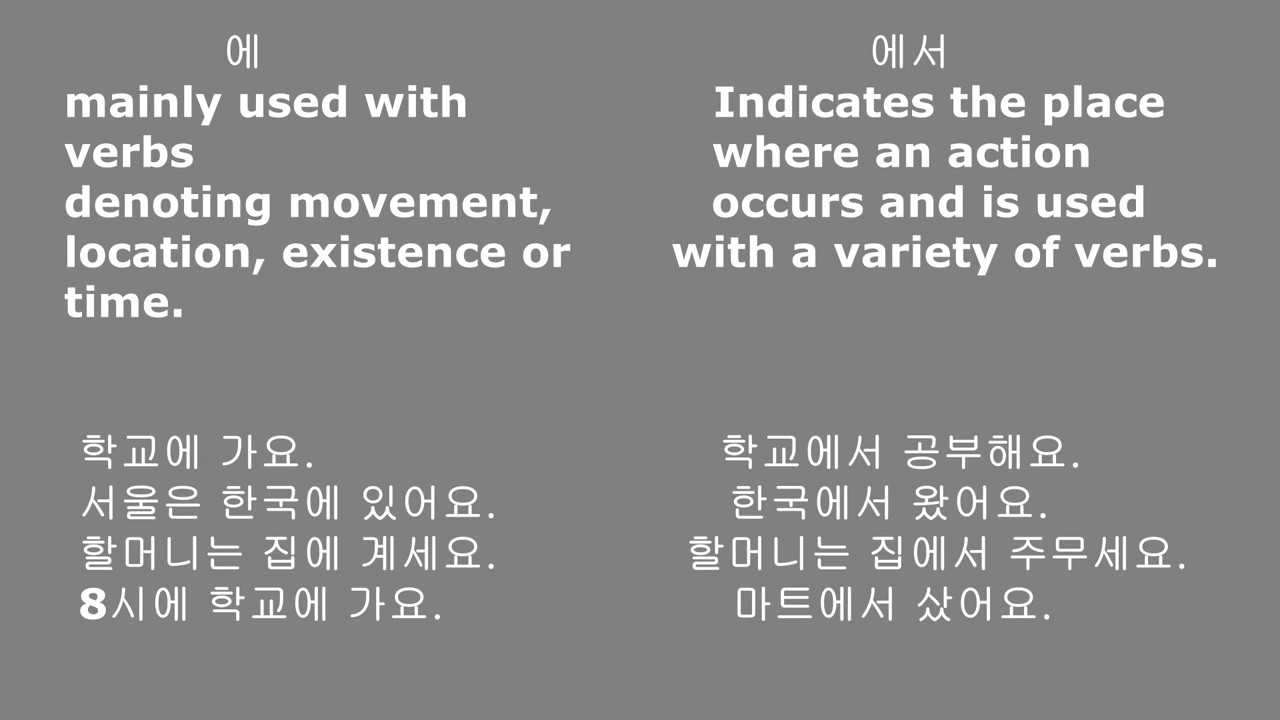 에
mainly used with
verbs
denoting movement,
location, existence or
time.
학교에 가요.
서울은 한국에 있어요.
할머니는 집에 계세요.
8시에 학교에 가요.
에서
Indicates the place
where an action
occurs and is used
with a variety of verbs.
학교에서 공부해요.
한국에서 왔어요.
할머니는 집에서 주무세요.
마트에서 샀어요.